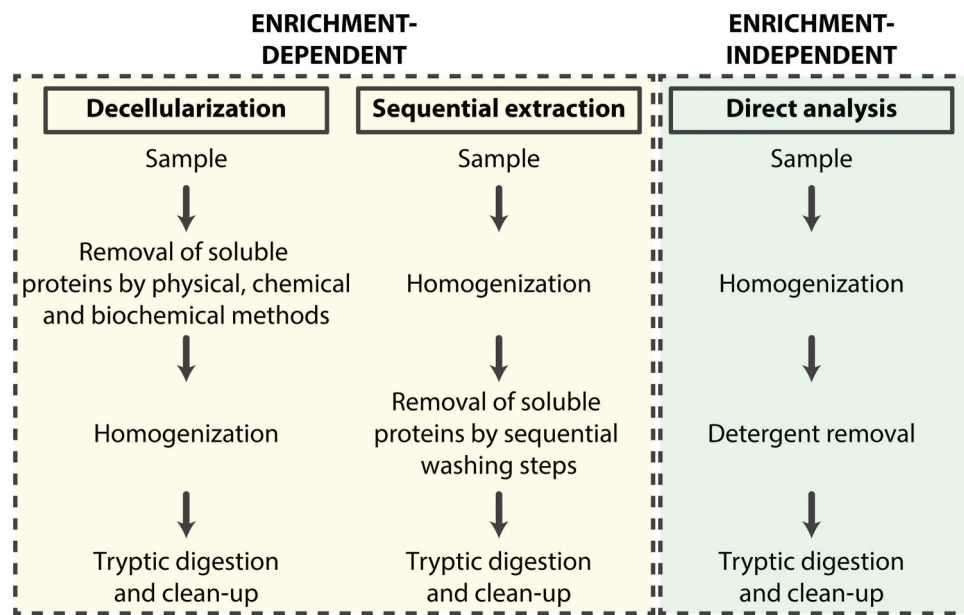 ENRICHMENT-
DEPENDENT
ENRICHMENT-
INDEPENDENT
Decellularization
Sample
Removal of soluble
proteins by physical, chemical
and biochemical methods
Homogenization
Tryptic digestion
and clean-up
Sequential extraction
Sample
Homogenization
Removal of soluble
proteins by sequential
washing steps
Tryptic digestion
and clean-up
Direct analysis
Sample
Homogenization
Detergent removal
Tryptic digestion
and clean-up